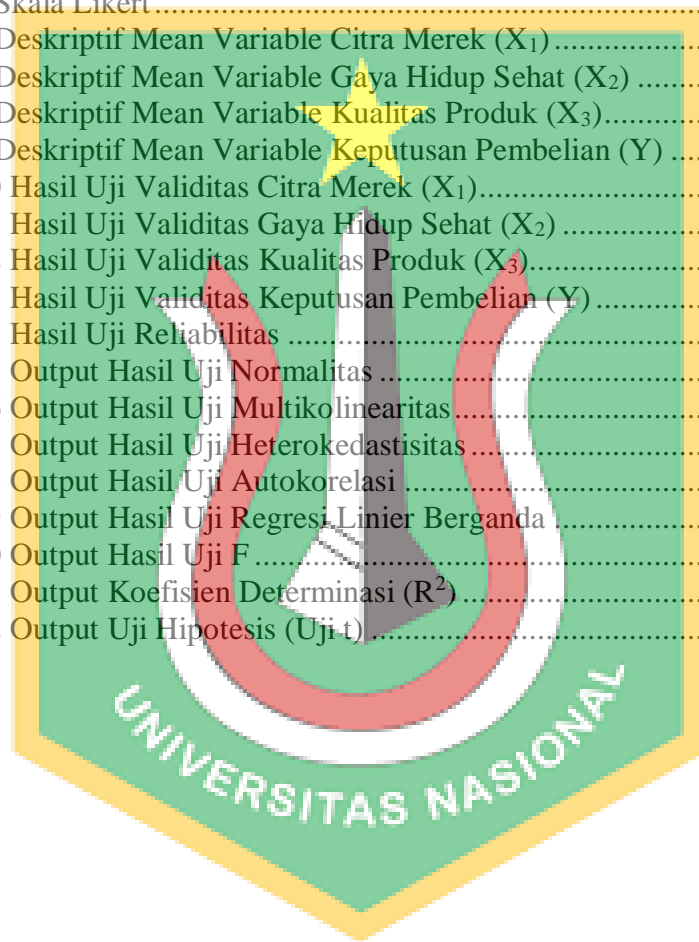 Skala Likert
Deskriptif Mean Variable Citra Merek (X₁)
Deskriptif Mean Variable Gaya Hidup Sehat (X₂)
Deskriptif Mean Variable Kualitas Produk (X₃)
Deskriptif Mean Variable Keputusan Pembelian (Y)
Hasil Uji Validitas Citra Merek (X₁)
Hasil Uji Validitas Gaya Hidup Sehat (X₂)
Hasil Uji Validitas Kualitas Produk (X₃)
Hasil Uji Validitas Keputusan Pembelian (Y)
Hasil Uji Reliabilitas
Output Hasil Uji Normalitas
Output Hasil Uji Multikolinearitas
Output Hasil Uji Heterokedastisitas
Output Hasil Uji Autokorelasi
Output Hasil Uji Regresi Linier Berganda
Output Hasil Uji F
Output Koefisien Determinasi (R²)
Output Uji Hipotesis (Uji t)
UNIVERSITAS NASIONAL